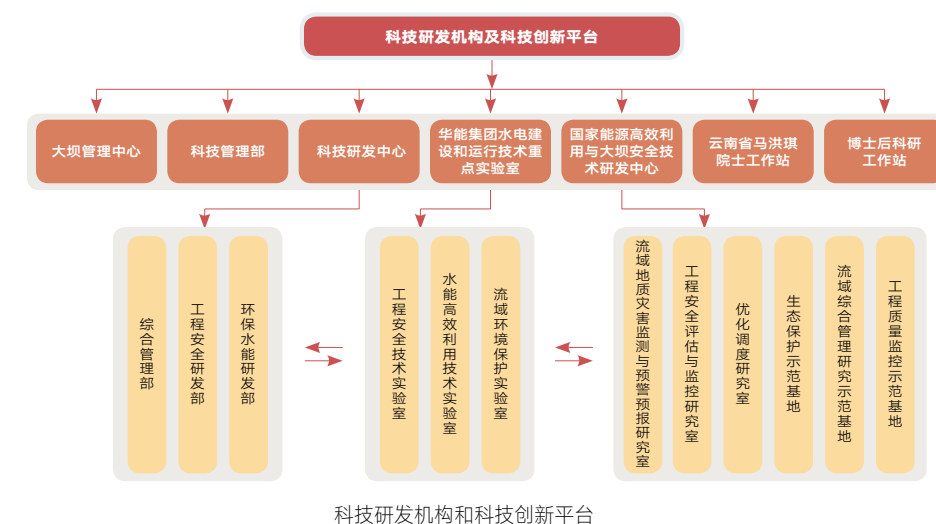 科技研发机构及科技创新平台
大坝管理中心
科技管理部
科技研发中心
华能集团水电建
设和运行技术重
点实验室
国家能源高效利
用与大坝安全技
术研发中心
云南省马洪琪
院士工作站
博士后科研
工作站
综合管理部
工程安全研发部
环保水能研发部
工程安全技术实验室
水能高效利用技术实验室
流域环境保护实验室
流域地质灾害监测与预警预报研究室
工程安全评估与监控研究室
优化调度研究室
生态保护示范基地
流域综合管理研究示范基地
工程质量监控示范基地
科技研发机构和科技创新平台